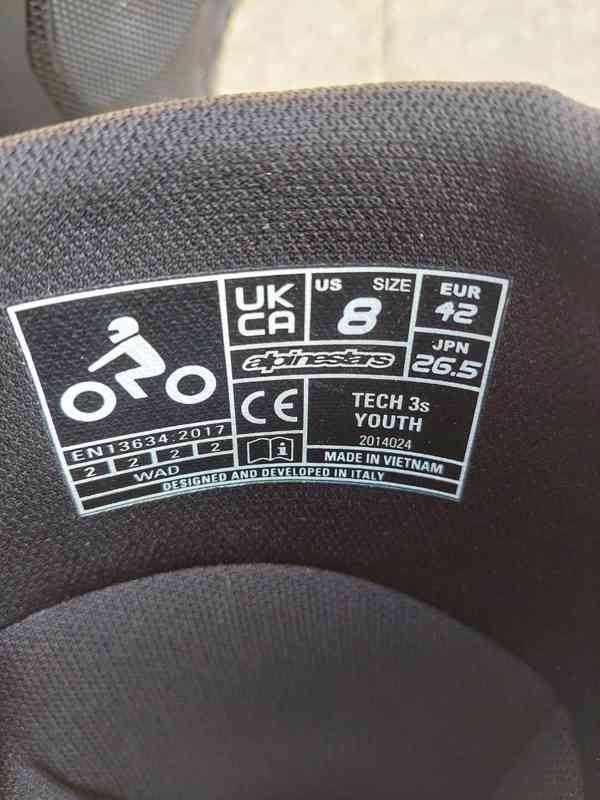 UK
CA
US SIZE
8
EUR
42
JPN
26.5
alpinestars
CE
TECH 3s
YOUTH
2014024
MADE IN VIETNAM
EN13634:2017
2 2 2 2
WAD
i
DESIGNED AND DEVELOPED IN ITALY